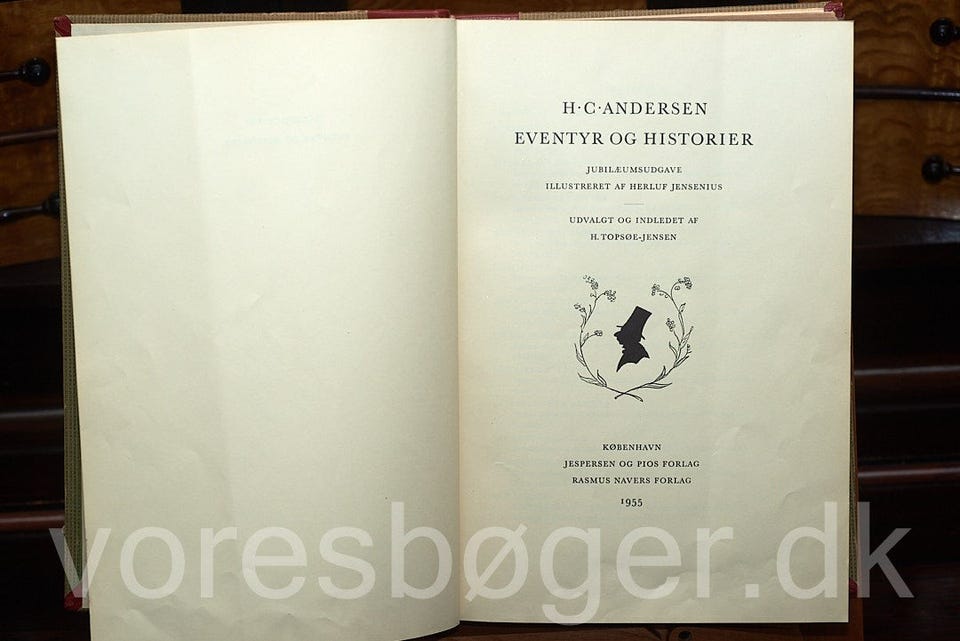 H·C·ANDERSEN
EVENTYR OG HISTORIER
JUBILÆUMSUDGAVE
ILLUSTRERET AF HERLUF JENSENIUS
UDVALGT OG INDLEDET AF
H. TOPSØE-JENSEN
KØBENHAVN
JESPERSEN OG PIOS FORLAG
RASMUS NAVERS FORLAG
1955
voresbøger.dk